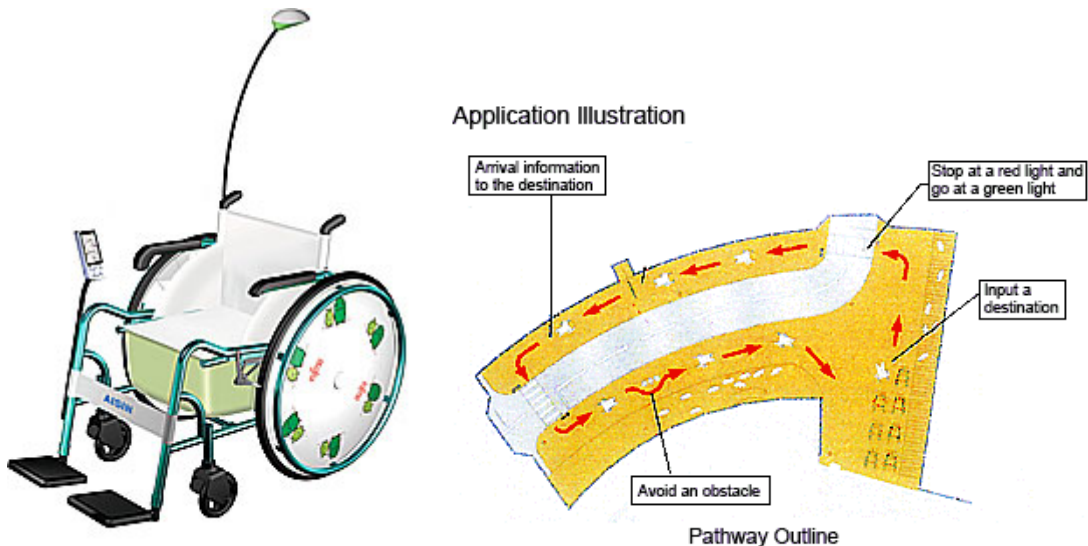 Application Illustration
Arrival information
to the destination
Stop at a red light and
go at a green light
Input a
destination
AISIN
Avoid an obstacle
Pathway Outline